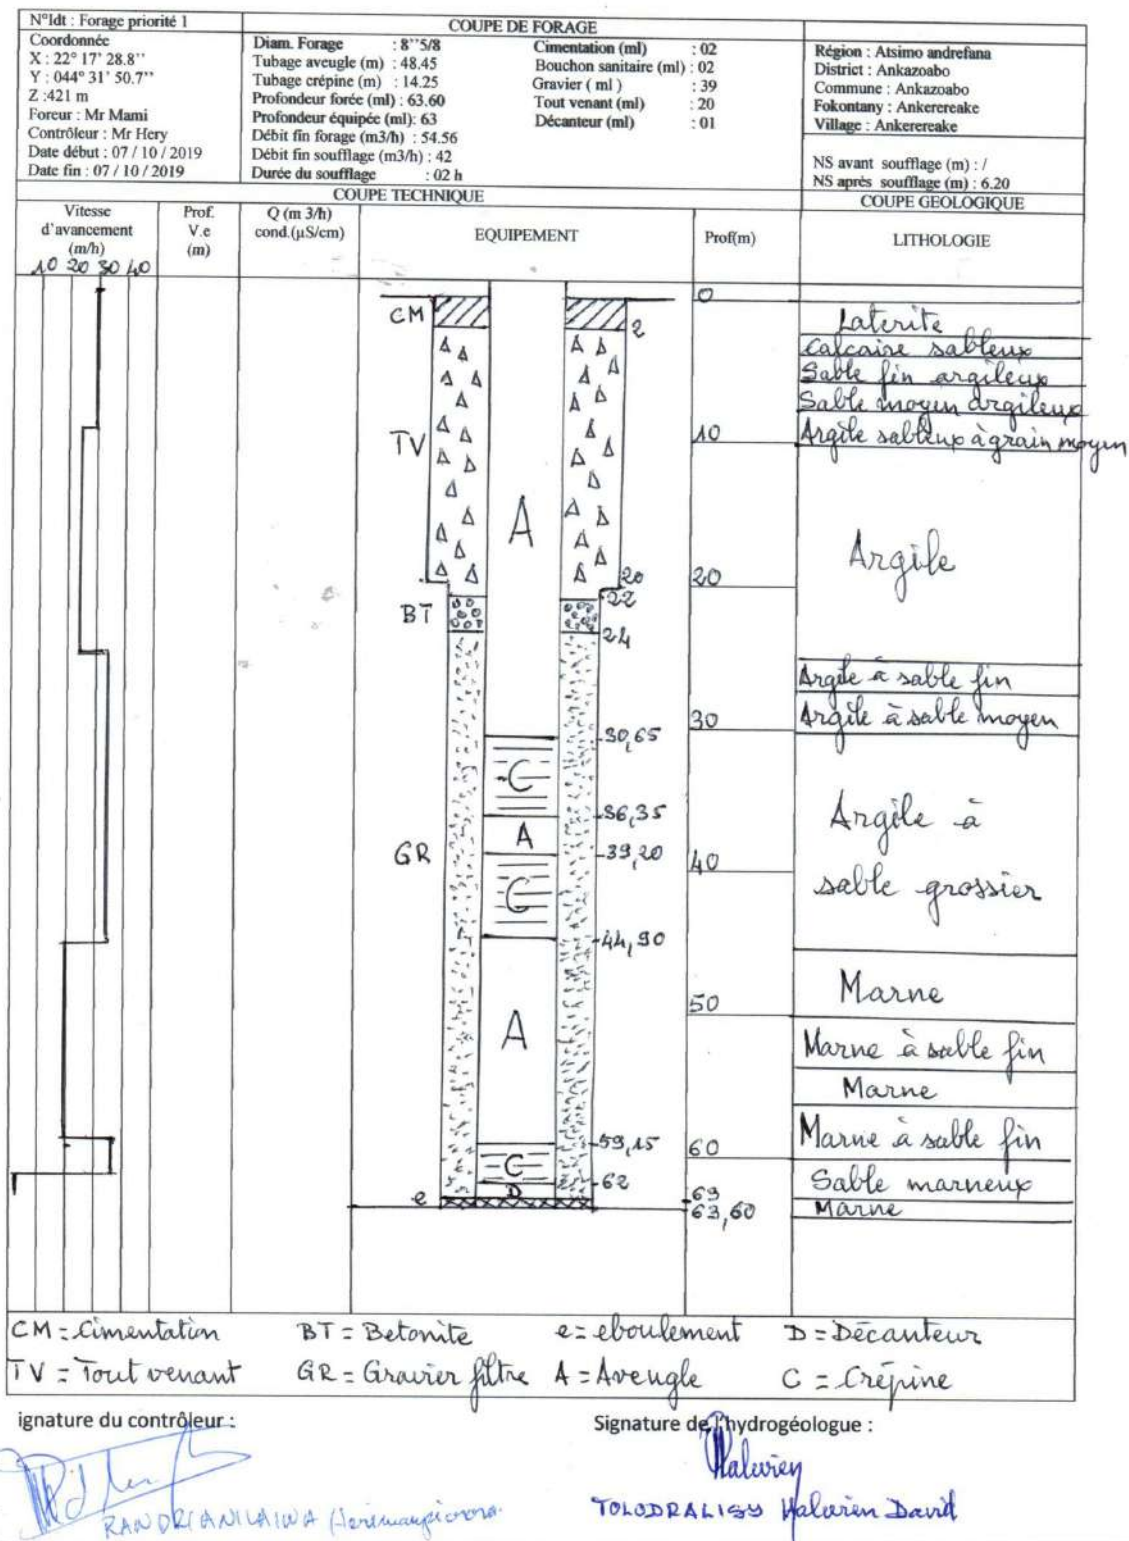 N°Idt : Forage priorité 1
COUPE DE FORAGE
Coordonnée
X : 22° 17' 28.8''
Y : 044° 31' 50.7''
Z :421 m
Foreur : Mr Mami
Contrôleur : Mr Hery
Date début : 07 / 10 / 2019
Date fin : 07 / 10 / 2019
Diam. Forage : 8''5/8
Tubage aveugle (m) : 48.45
Tubage crépine (m) : 14.25
Profondeur forée (ml) : 63.60
Profondeur équipée (ml): 63
Débit fin forage (m3/h) : 54.56
Débit fin soufflage (m3/h) : 42
Durée du soufflage : 02 h
Cimentation (ml) : 02
Bouchon sanitaire (ml) : 02
Gravier ( ml ) : 39
Tout venant (ml) : 20
Décanteur (ml) : 01
Région : Atsimo andrefana
District : Ankazoabo
Commune : Ankazoabo
Fokontany : Ankerereake
Village : Ankerereake
NS avant soufflage (m) : /
NS après soufflage (m) : 6.20
COUPE TECHNIQUE
COUPE GEOLOGIQUE
Vitesse
d'avancement
(m/h)
10 20 30 40
Prof.
V.e
(m)
Q (m 3/h)
cond.(µS/cm)
EQUIPEMENT
Prof(m)
LITHOLOGIE
CM
2
TV
A
20
22
BT
24
30,65
C
36,35
A
39,20
GR
C
44,90
A
59,15
C
62
D
e
0
10
20
30
40
50
60
63
63,60
Laterite
Calcaire sableux
Sable fin argileux
Sable moyen argileux
Argile sableux à grain moyen
Argile
Argile à sable fin
Argile à sable moyen
Argile à
sable grossier
Marne
Marne à sable fin
Marne
Marne à sable fin
Sable marneux
Marne
CM = Cimentation BT = Betonite e = eboulement D = Décanteur
TV = Tout venant GR = Gravier filtre A = Aveugle C = Crépine
ignature du contrôleur :
Signature de l'hydrogéologue :
Halerien
TOLODRALISY Halerien David